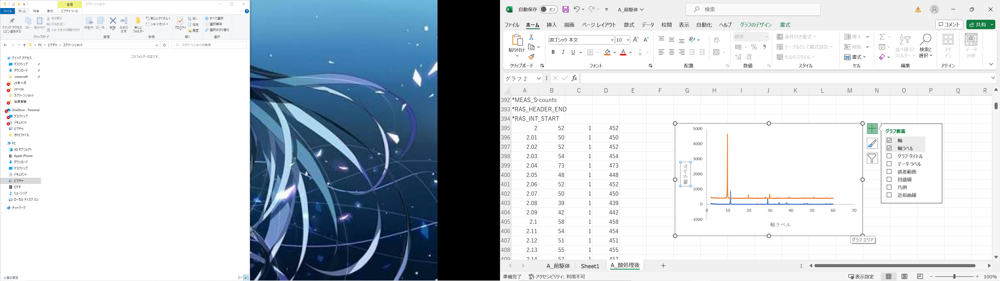 管理
スクリーンショット
ファイル
ホーム
共有
表示
ピクチャ ツール
クイック アクセス
にピン留めする
コピー
貼り付け
切り取り
パスのコピー
ショートカットの貼り付け
クリップボード
移動先
コピー先
削除
名前の
変更
整理
新しい
フォルダー
新しいアイテム
ショートカット
新規
プロパティ
開く
編集
履歴
開く
すべて選択
選択解除
選択の切り替え
選択
PC
ピクチャ
スクリーンショット
スクリーンショットの検索
このフォルダーは空です。
クイック アクセス
デスクトップ
ダウンロード
.minecraft
23年11月
231124
スクリーンショット
後期実験
OneDrive - Personal
デスクトップ
ドキュメント
ピクチャ
添付ファイル
PC
3D オブジェクト
Apple iPhone
ダウンロード
デスクトップ
ドキュメント
ピクチャ
ビデオ
ミュージック
ローカル ディスク (C:)
ネットワーク
0 個の項目
自動保存 オフ
A_前駆体
検索
ファイル ホーム 挿入 描画 ページ レイアウト 数式 データ 校閲 表示 自動化 ヘルプ グラフのデザイン 書式
コメント
共有
貼り付け
クリップボード
游ゴシック 本文
10
B I U A
フォント
ab
配置
標準
%
数値
条件付き書式
テーブルとして書式設定
セルのスタイル
スタイル
挿入
削除
書式
セル
並べ替えと
フィルター
検索と
選択
編集
アド
イン
アドイン
データ
分析
グラフ 2
fx
A B C D E F G H I J K L M N O P Q R
392 *MEAS_S counts
393 *RAS_HEADER_END
394 *RAS_INT_START
395 2 52 1 452
396 2.01 50 1 450
397 2.02 52 1 452
398 2.03 54 1 454
399 2.04 73 1 473
400 2.05 48 1 448
401 2.06 52 1 452
402 2.07 50 1 450
403 2.08 39 1 439
404 2.09 42 1 442
405 2.1 58 1 458
406 2.11 54 1 454
407 2.12 51 1 451
408 2.13 55 1 455
409 2.14 57 1 457
5000
4000
3000
2000
1000
0
-1000
0 10 20 30 40 50 60 70
軸ラベル
軸ラベル
グラフ エリア
グラフ要素
軸
軸ラベル
グラフ タイトル
データ ラベル
誤差範囲
目盛線
凡例
近似曲線
A_前駆体 Sheet1 A_酸処理後
準備完了
アクセシビリティ: 利用不可
表示設定
100%